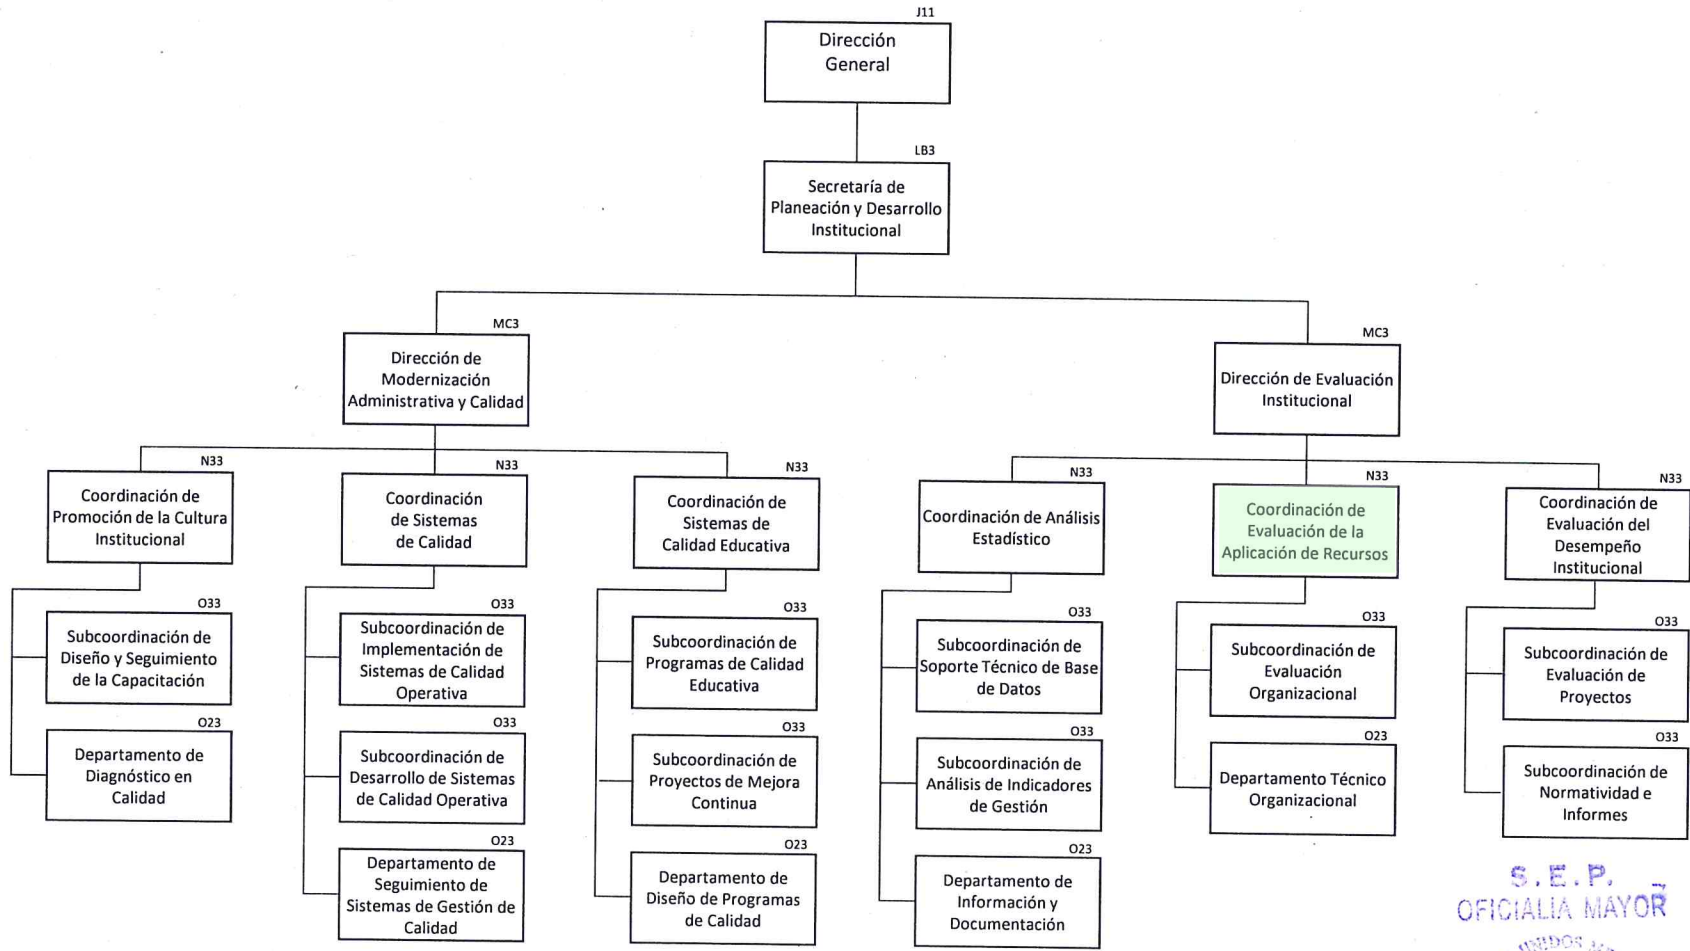 J11
Dirección
General
LB3
Secretaría de
Planeación y Desarrollo
Institucional
MC3
Dirección de
Modernización
Administrativa y Calidad
MC3
Dirección de Evaluación
Institucional
N33
Coordinación de
Promoción de la Cultura
Institucional
N33
Coordinación
de Sistemas
de Calidad
N33
Coordinación de
Sistemas de
Calidad Educativa
N33
Coordinación de Análisis
Estadístico
N33
Coordinación de
Evaluación de la
Aplicación de Recursos
N33
Coordinación de
Evaluación del
Desempeño
Institucional
O33
Subcoordinación de
Diseño y Seguimiento
de la Capacitación
O23
Departamento de
Diagnóstico en
Calidad
O33
Subcoordinación de
Implementación de
Sistemas de Calidad
Operativa
O33
Subcoordinación de
Desarrollo de Sistemas
de Calidad Operativa
O23
Departamento de
Seguimiento de
Sistemas de Gestión de
Calidad
O33
Subcoordinación de
Programas de Calidad
Educativa
O33
Subcoordinación de
Proyectos de Mejora
Continua
O23
Departamento de
Diseño de Programas
de Calidad
O33
Subcoordinación de
Soporte Técnico de Base
de Datos
O33
Subcoordinación de
Análisis de Indicadores
de Gestión
O23
Departamento de
Información y
Documentación
O33
Subcoordinación de
Evaluación
Organizacional
O23
Departamento Técnico
Organizacional
O33
Subcoordinación de
Evaluación de
Proyectos
O33
Subcoordinación de
Normatividad e
Informes
S.E.P.
OFICIALIA MAYOR